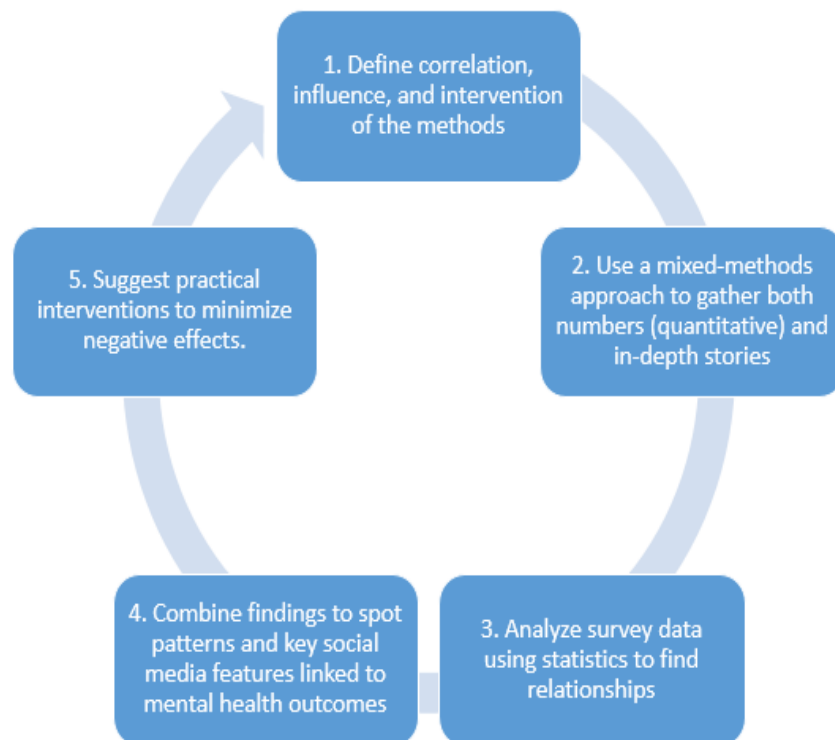 1. Define correlation,
influence, and intervention
of the methods
2. Use a mixed-methods
approach to gather both
numbers (quantitative) and
in-depth stories
3. Analyze survey data
using statistics to find
relationships
4. Combine findings to spot
patterns and key social
media features linked to
mental health outcomes
5. Suggest practical
interventions to minimize
negative effects.